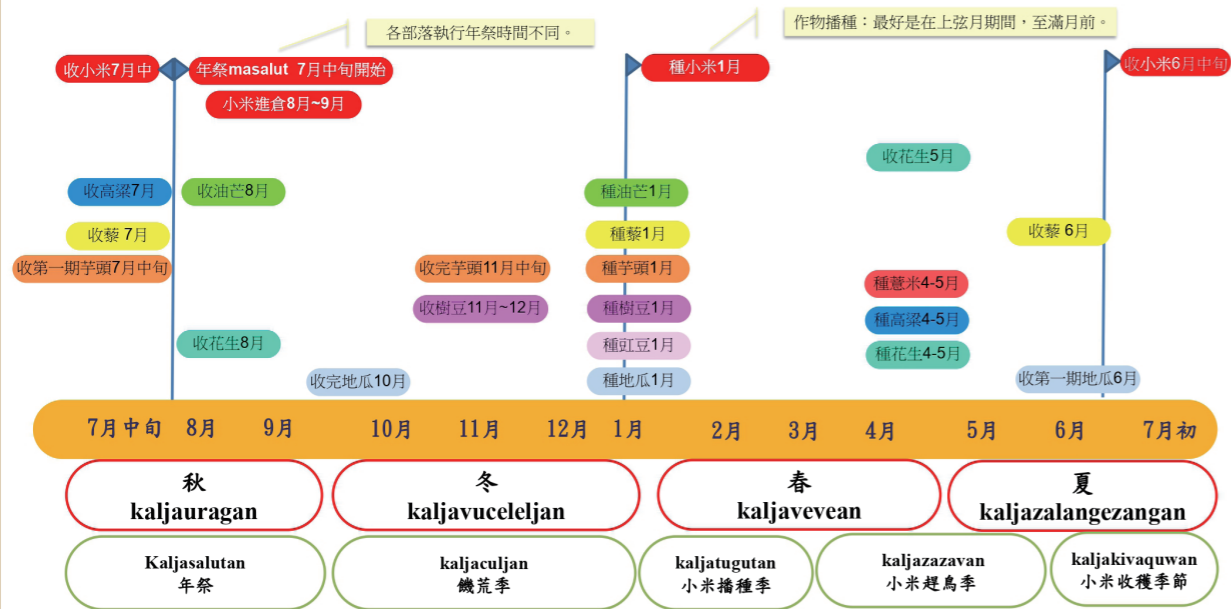 各部落執行年祭時間不同。
作物播種：最好是在上弦月期間，至滿月前。
收小米7月中
年祭masalut 7月中旬開始
種小米1月
收小米6月中旬
小米進倉8月~9月
收花生5月
收高粱7月
收油芒8月
種油芒1月
收藜 7月
種藜1月
收藜 6月
收第一期芋頭7月中旬
收完芋頭11月中旬
種芋頭1月
種薏米4-5月
收樹豆11月~12月
種樹豆1月
種高粱4-5月
收花生8月
種豇豆1月
種花生4-5月
收完地瓜10月
種地瓜1月
收第一期地瓜6月
7月中旬
8月
9月
10月
11月
12月
1月
2月
3月
4月
5月
6月
7月初
秋
kaljauragan
冬
kaljavuceleljan
春
kaljavevean
夏
kaljazalangezangan
Kaljasalutan
年祭
kaljaculjan
饑荒季
kaljatugutan
小米播種季
kaljazazavan
小米趕鳥季
kaljakivaquwan
小米收穫季節